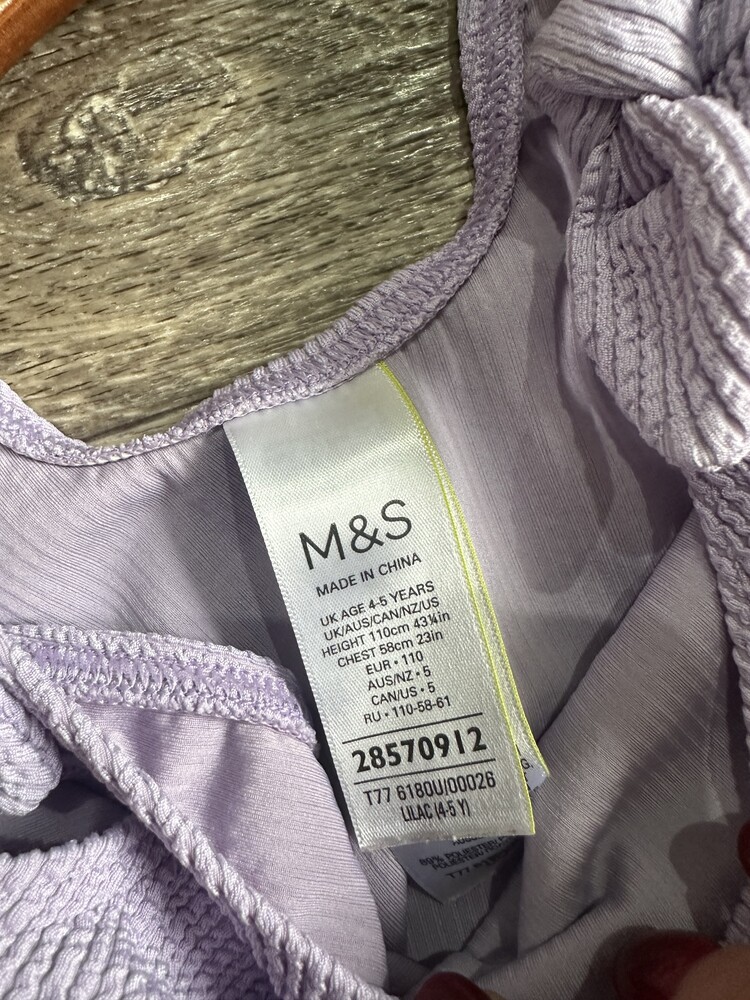 M&S
MADE IN CHINA
UK AGE 4-5 YEARS
UK/AUS/CAN/NZ/US
HEIGHT 110cm 43¼in
CHEST 58cm 23in
EUR • 110
AUS/NZ • 5
CAN/US • 5
RU • 110-58-61
28570912
T77 6180U/00026
LILAC (4-5 Y)